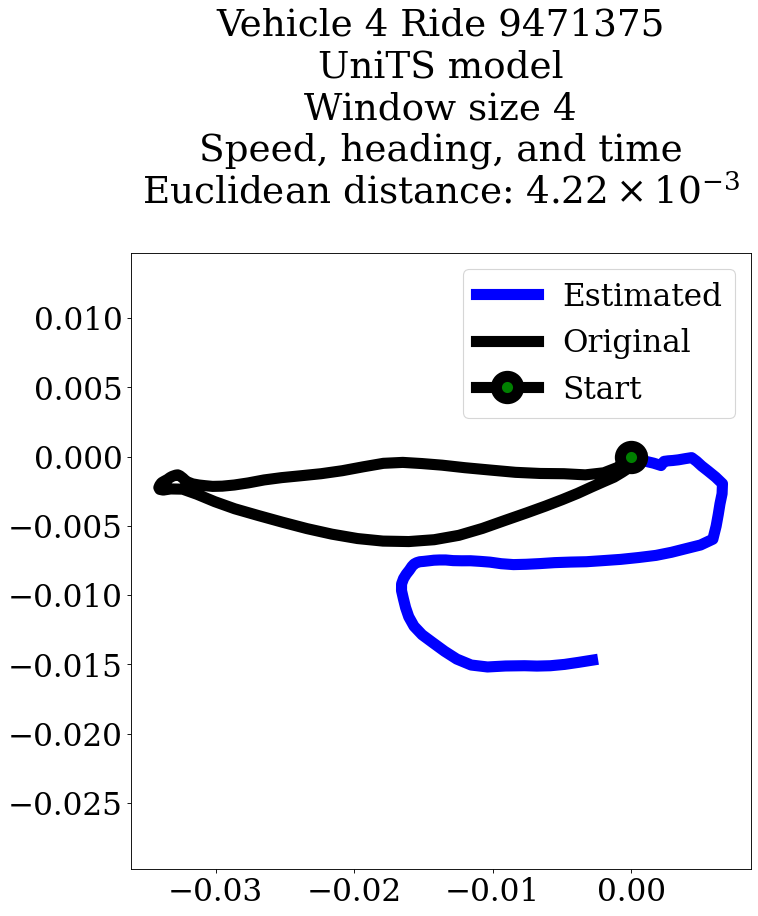 Vehicle 4 Ride 9471375
UniTS model
Window size 4
Speed, heading, and time
Euclidean distance: 4.22 × 10⁻³
Estimated
Original
Start
0.010
0.005
0.000
−0.005
−0.010
−0.015
−0.020
−0.025
−0.03 −0.02 −0.01 0.00